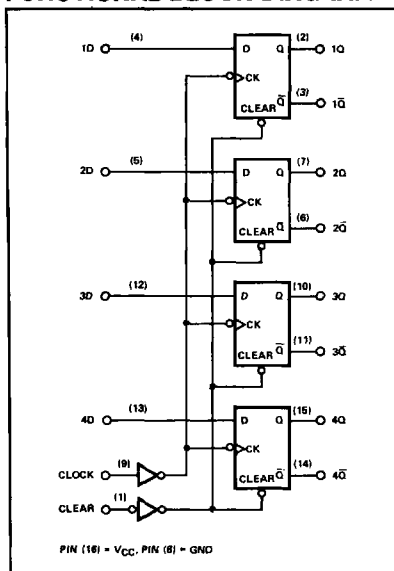 FUNCTIONAL BLOCK DIAGRAM
1D (4) D Q (2) 1Q
CK
CLEAR Q̅ (3) 1Q̅
2D (5) D Q (7) 2Q
CK
CLEAR Q̅ (6) 2Q̅
3D (12) D Q (10) 3Q
CK
CLEAR Q̅ (11) 3Q̅
4D (13) D Q (15) 4Q
CK
CLEAR Q̅ (14) 4Q̅
CLOCK (9)
CLEAR (1)
PIN (16) = VCC, PIN (8) = GND